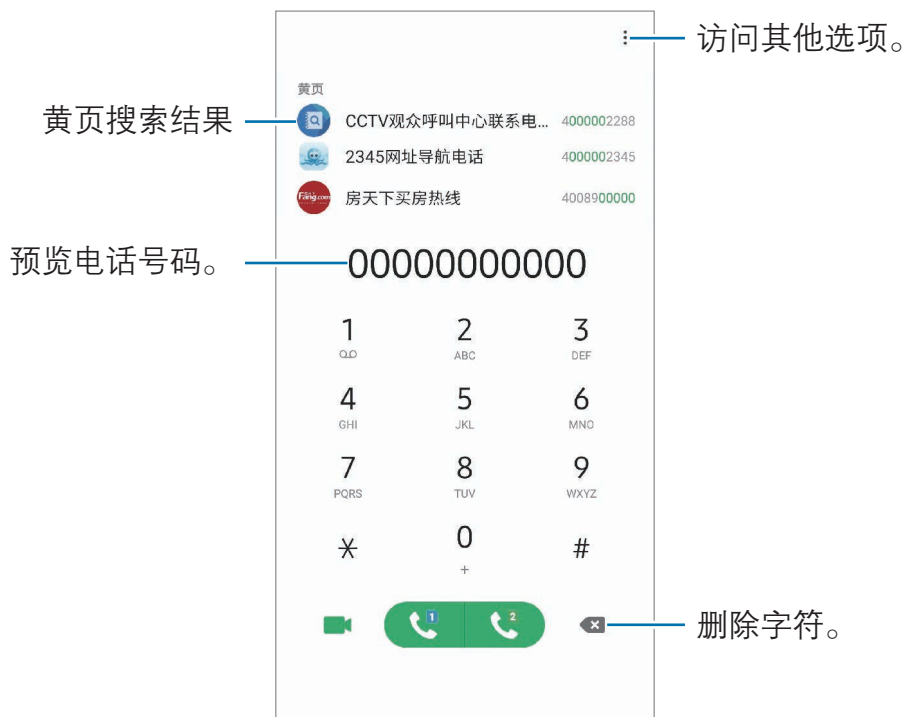 访问其他选项。
黄页
黄页搜索结果
CCTV观众呼叫中心联系电... 4000002288
2345网址导航电话 4000002345
Fang.com
房天下买房热线 4008900000
预览电话号码。
00000000000
1 2 3
ABC DEF
4 5 6
GHI JKL MNO
7 8 9
PQRS TUV WXYZ
* 0 #
+
1 2
删除字符。